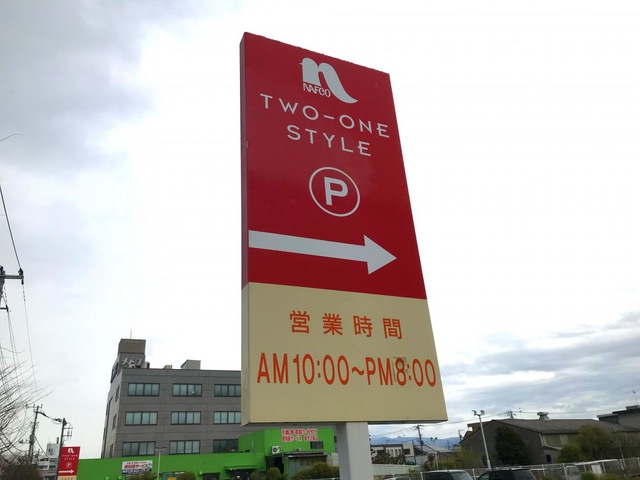 NAFCO
TWO-ONE
STYLE
P
営業時間
AM10:00~PM8:00